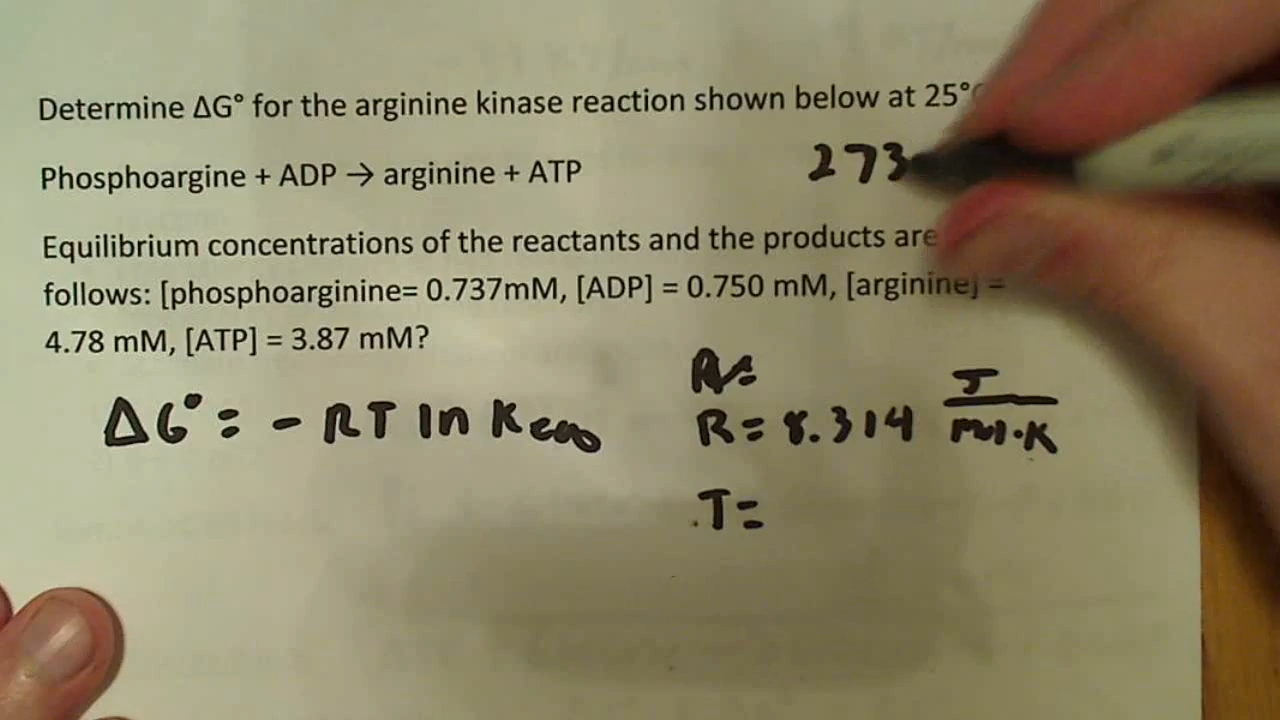 Determine ΔG° for the arginine kinase reaction shown below at 25°
Phosphoargine + ADP → arginine + ATP
273
Equilibrium concentrations of the reactants and the products are
follows: [phosphoarginine= 0.737mM, [ADP] = 0.750 mM, [arginine] =
4.78 mM, [ATP] = 3.87 mM?
R=
ΔG° = - RT ln Keq
R= 8.314 J/mol·K
T=